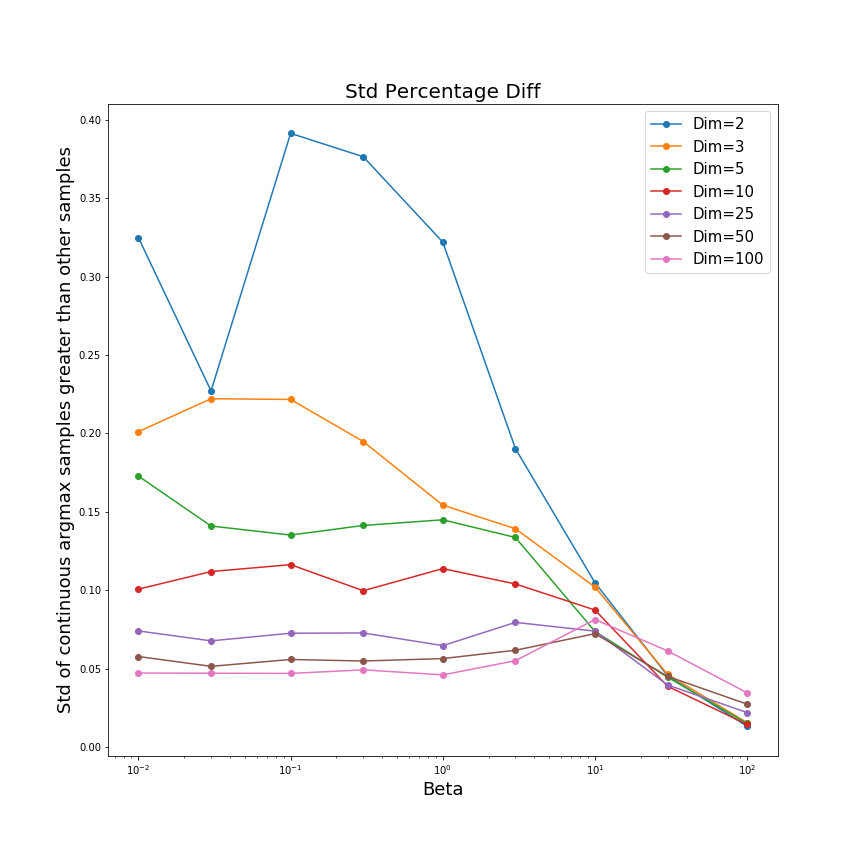 Std Percentage Diff
Std of continuous argmax samples greater than other samples
0.40
0.35
0.30
0.25
0.20
0.15
0.10
0.05
0.00
Dim=2
Dim=3
Dim=5
Dim=10
Dim=25
Dim=50
Dim=100
10⁻² 10⁻¹ 10⁰ 10¹ 10²
Beta